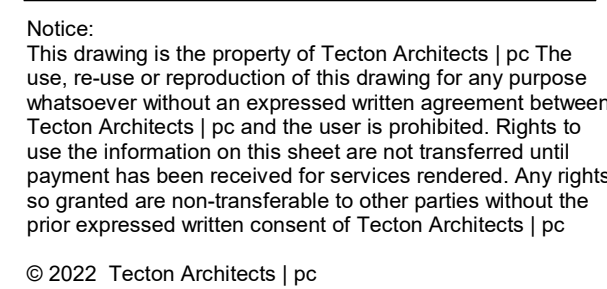 Notice:
This drawing is the property of Tecton Architects | pc The
use, re-use or reproduction of this drawing for any purpose
whatsoever without an expressed written agreement between
Tecton Architects | pc and the user is prohibited. Rights to
use the information on this sheet are not transferred until
payment has been received for services rendered. Any rights
so granted are non-transferable to other parties without the
prior expressed written consent of Tecton Architects | pc
© 2022 Tecton Architects | pc